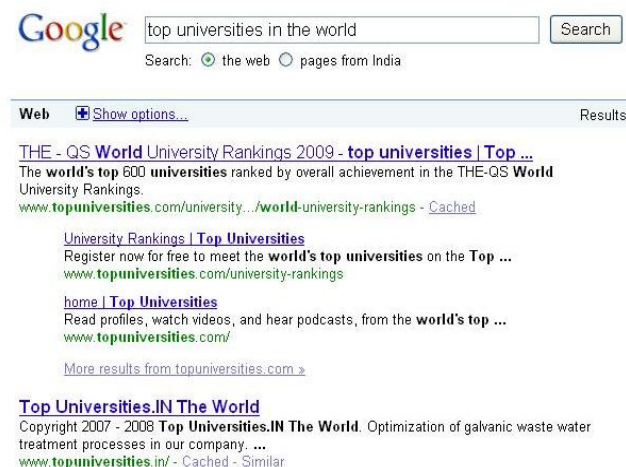 Google top universities in the world Search
Search: the web pages from India
Web Show options... Results
THE - QS World University Rankings 2009 - top universities | Top ...
The world's top 600 universities ranked by overall achievement in the THE-QS World
University Rankings.
www.topuniversities.com/university.../world-university-rankings - Cached
University Rankings | Top Universities
Register now for free to meet the world's top universities on the Top ...
www.topuniversities.com/university-rankings
home | Top Universities
Read profiles, watch videos, and hear podcasts, from the world's top ...
www.topuniversities.com/
More results from topuniversities.com »
Top Universities.IN The World
Copyright 2007 - 2008 Top Universities.IN The World. Optimization of galvanic waste water
treatment processes in our company. ...
www.topuniversities.in/ - Cached - Similar